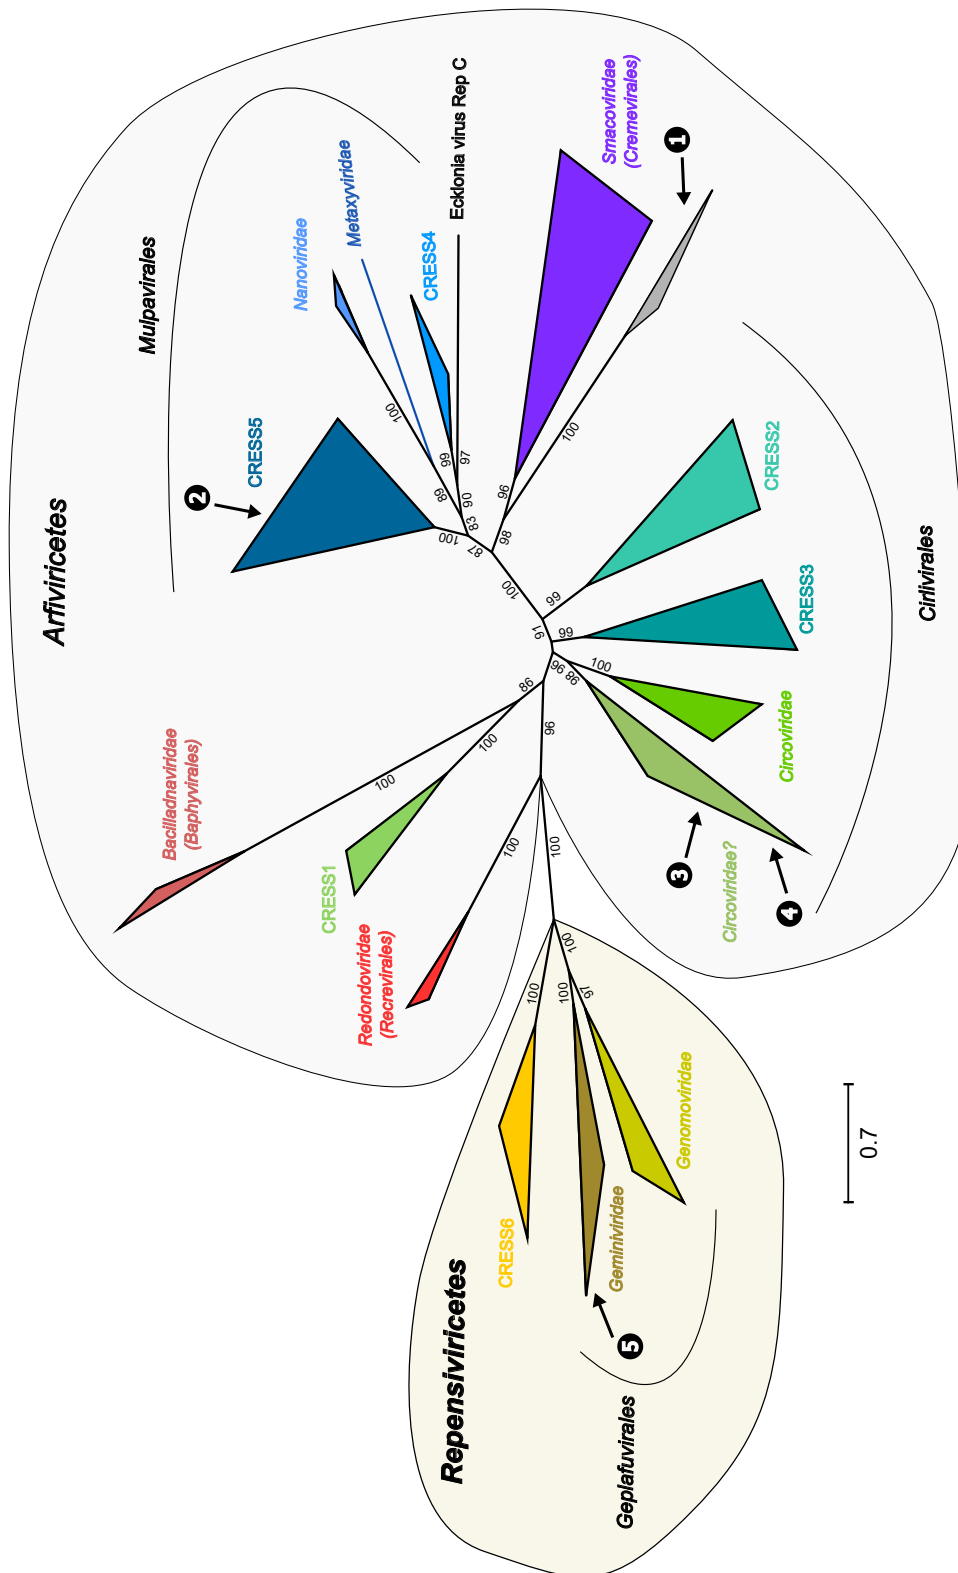 Arfiviricetes
Mulpavirales
Nanoviridae
Metaxyviridae
CRESS4
Ecklonia virus Rep C
Smacoviridae
(Cremevirales)
1
CRESS5
2
CRESS2
CRESS3
Cirlivirales
Circoviridae
Circoviridae?
3
4
Bacilladnaviridae
(Baphyvirales)
CRESS1
Redondoviridae
(Recrevirales)
100
99
97
89
90
83
100
87
96
98
100
100
99
91
99
100
96
98
86
100
100
96
100
100
100
100
100
97
CRESS6
Geminiviridae
Genomoviridae
5
Repensiviricetes
Geplafuvirales
0.7